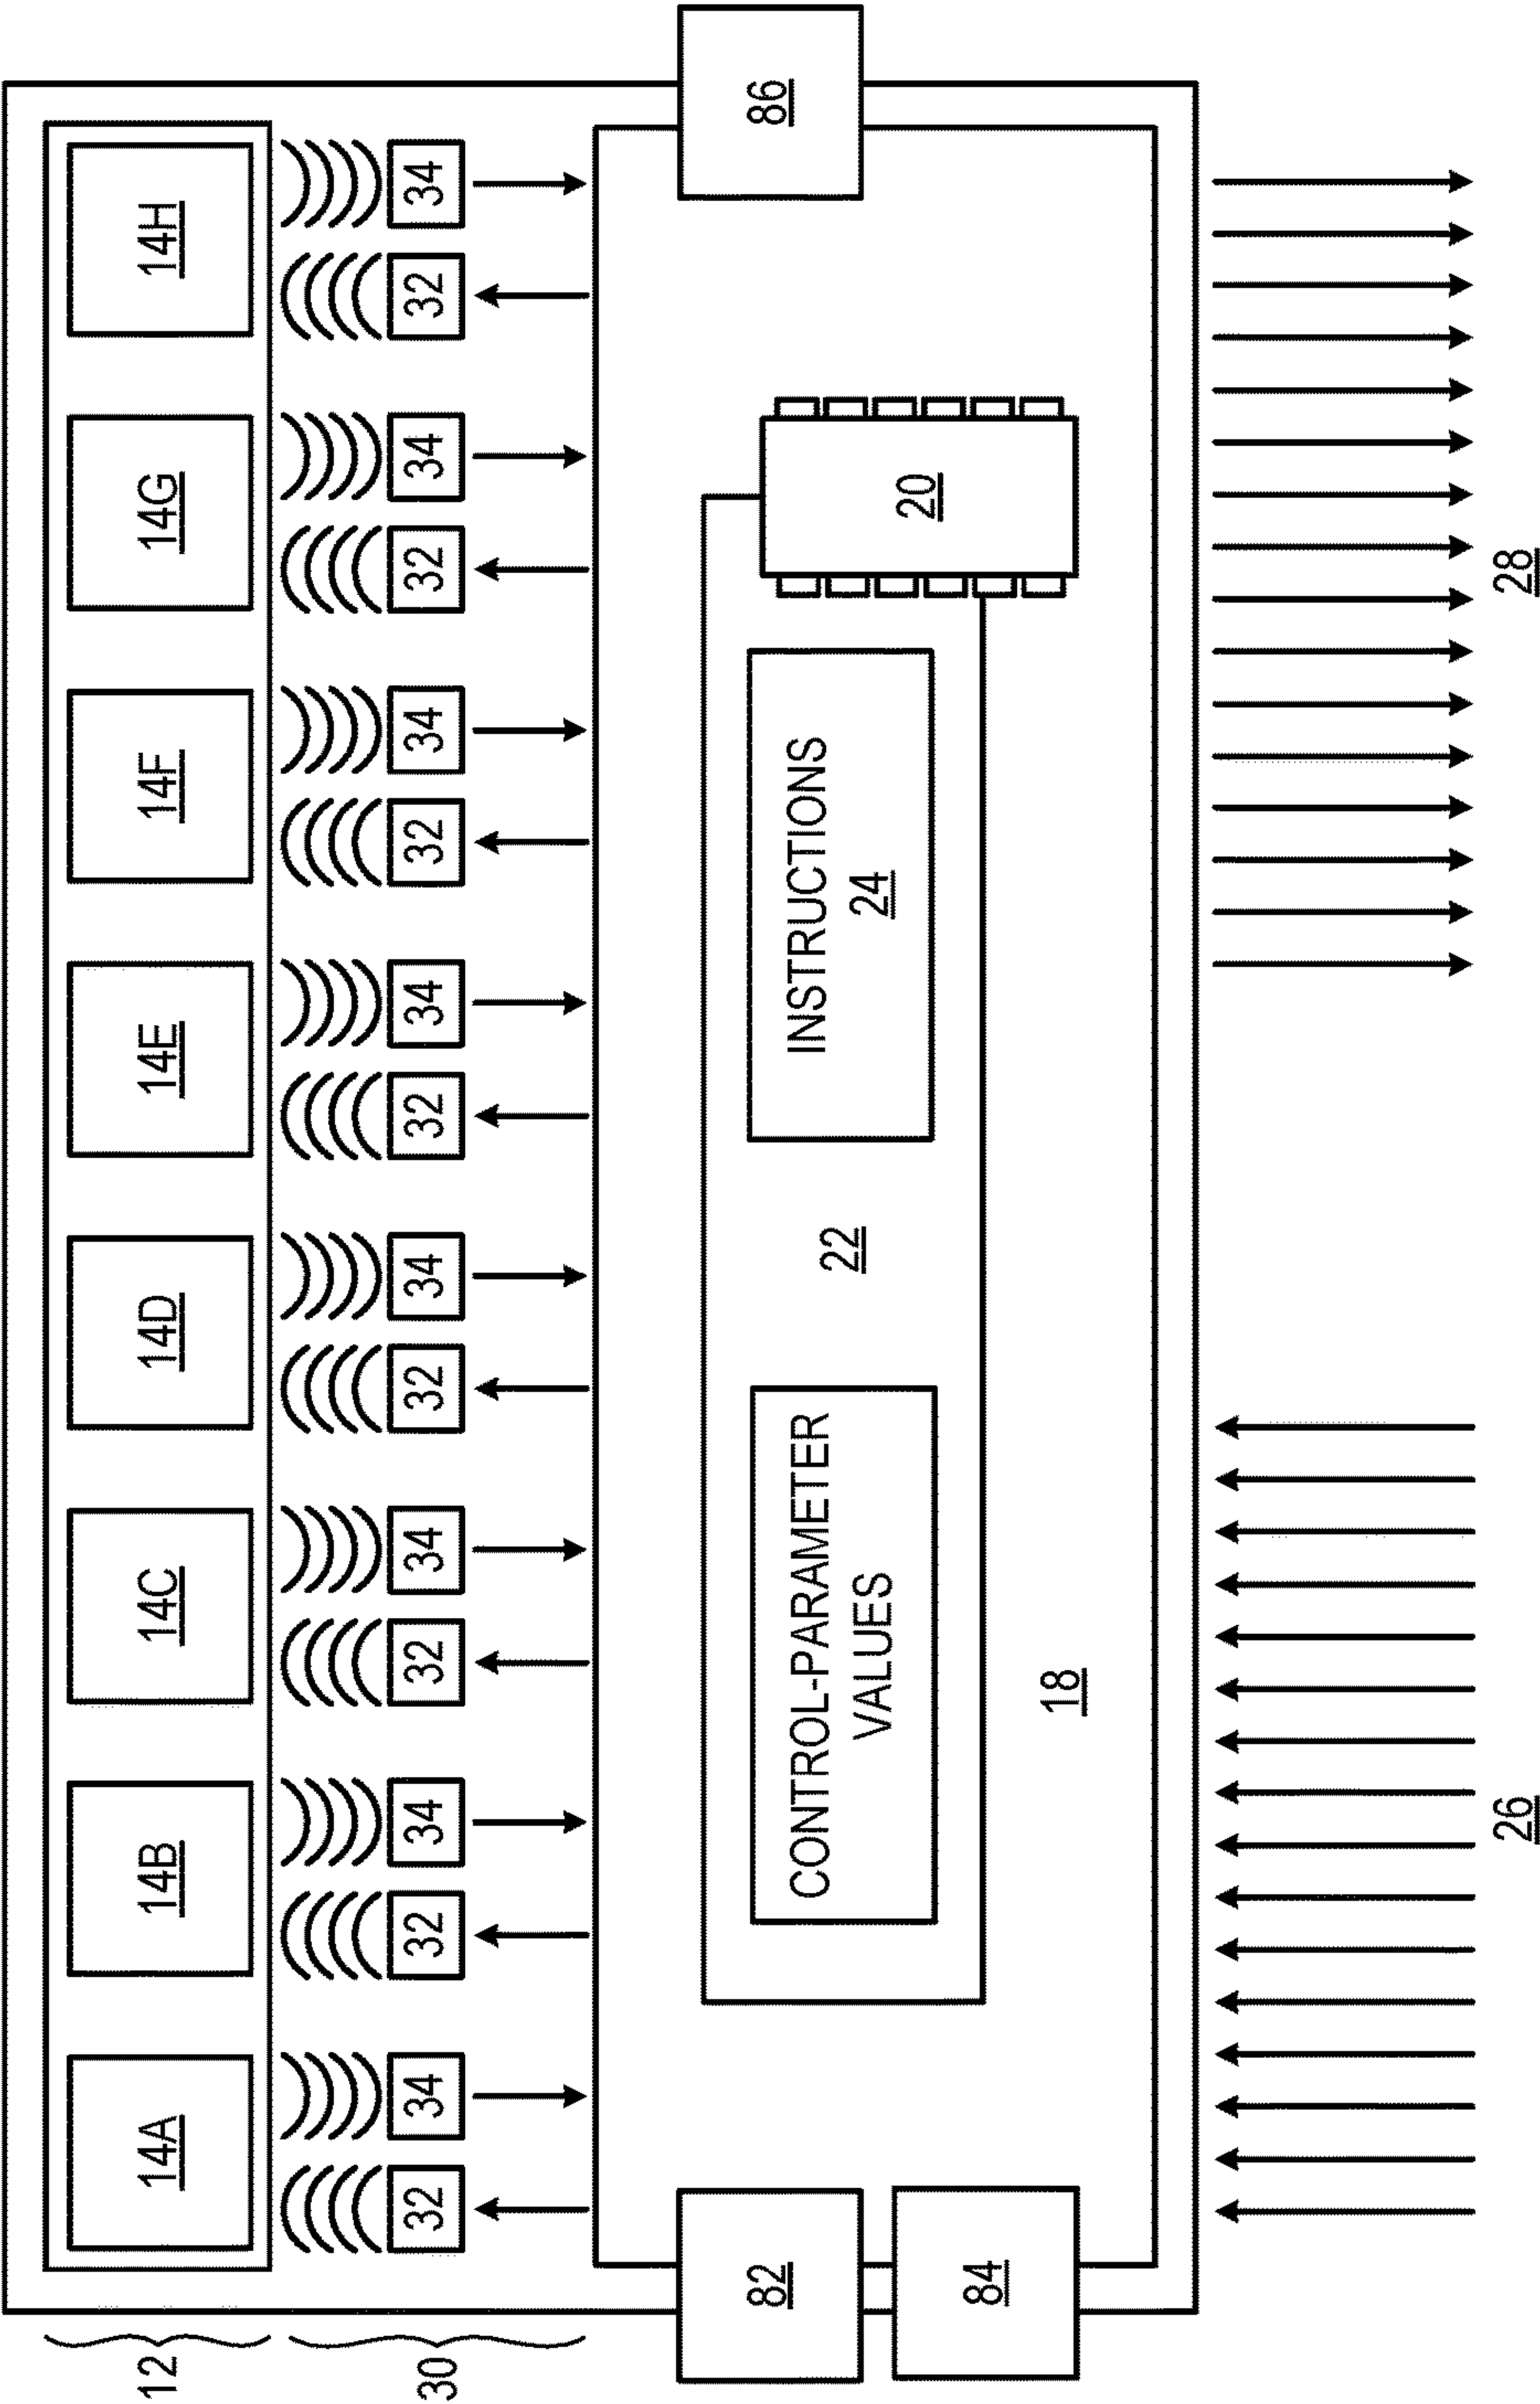 12
14A
14B
14C
14D
14E
14F
14G
14H
30
32
34
32
34
32
34
32
34
32
34
32
34
32
34
32
34
82
84
86
CONTROL-PARAMETER
VALUES
22
INSTRUCTIONS
24
20
18
26
28